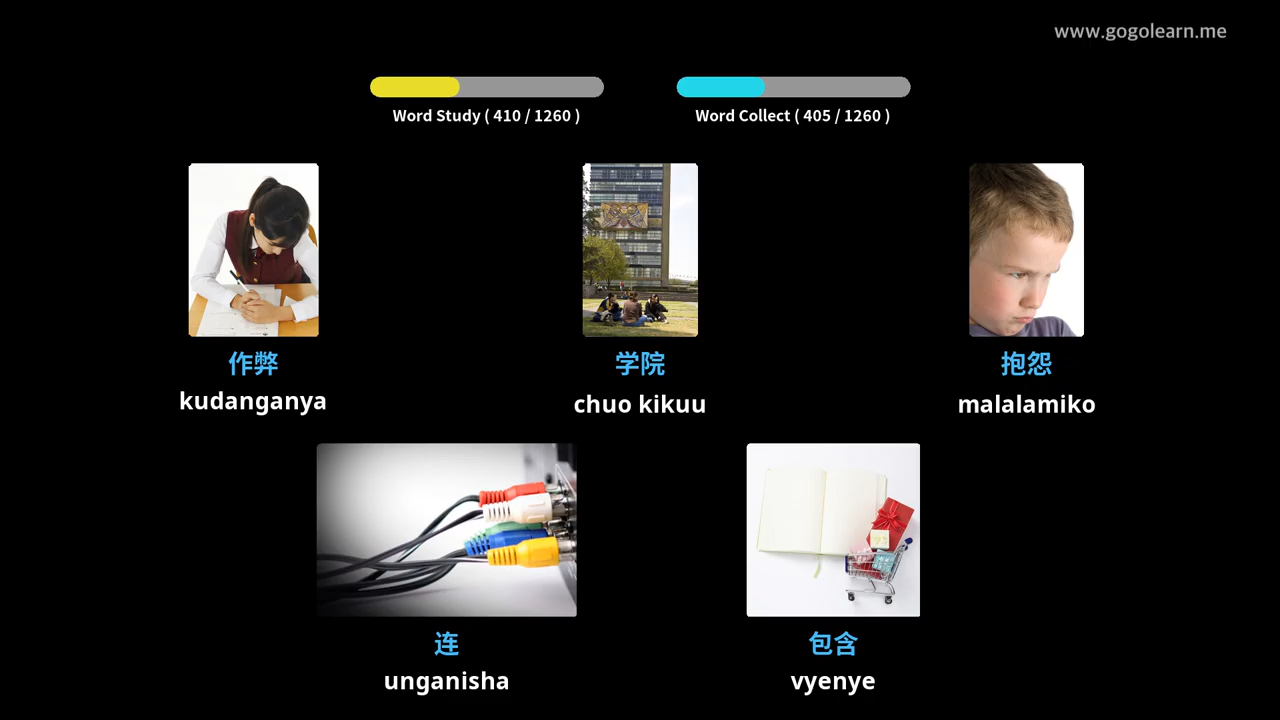 www.gogolearn.me
Word Study ( 410 / 1260 )
Word Collect ( 405 / 1260 )
作弊
kudanganya
学院
chuo kikuu
抱怨
malalamiko
连
unganisha
包含
vyenye